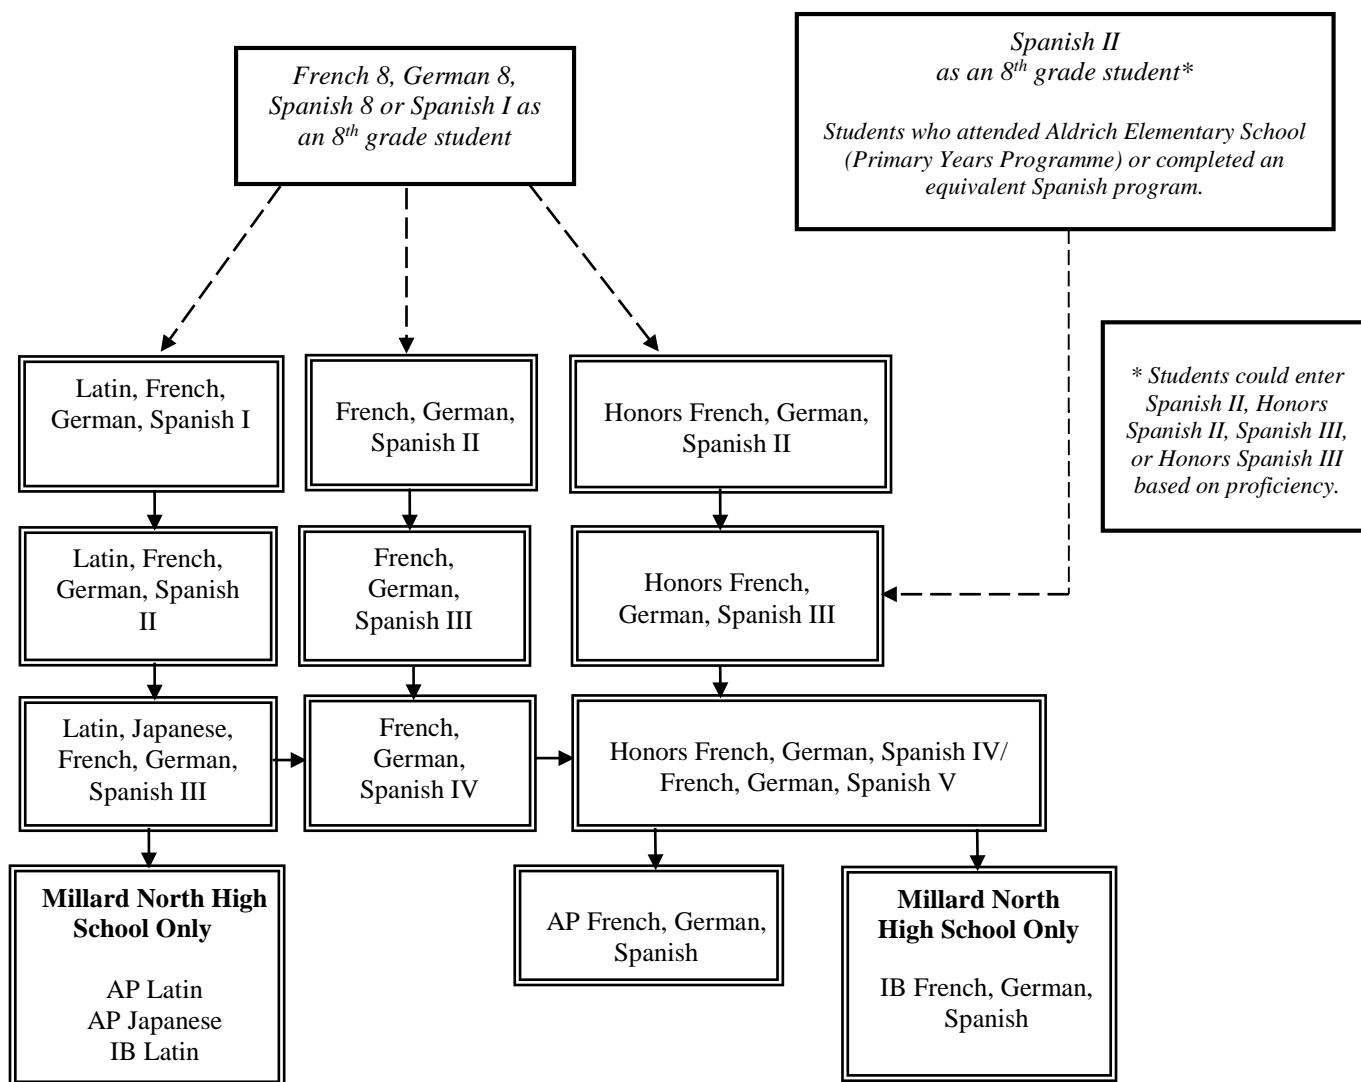 French 8, German 8,
Spanish 8 or Spanish I as
an 8th grade student
Spanish II
as an 8th grade student*
Students who attended Aldrich Elementary School
(Primary Years Programme) or completed an
equivalent Spanish program.
* Students could enter
Spanish II, Honors
Spanish II, Spanish III,
or Honors Spanish III
based on proficiency.
Latin, French,
German, Spanish I
French, German,
Spanish II
Honors French, German,
Spanish II
Latin, French,
German, Spanish
II
French,
German,
Spanish III
Honors French,
German, Spanish III
Latin, Japanese,
French, German,
Spanish III
French,
German,
Spanish IV
Honors French, German, Spanish IV/
French, German, Spanish V
Millard North High
School Only
AP Latin
AP Japanese
IB Latin
AP French, German,
Spanish
Millard North
High School Only
IB French, German,
Spanish